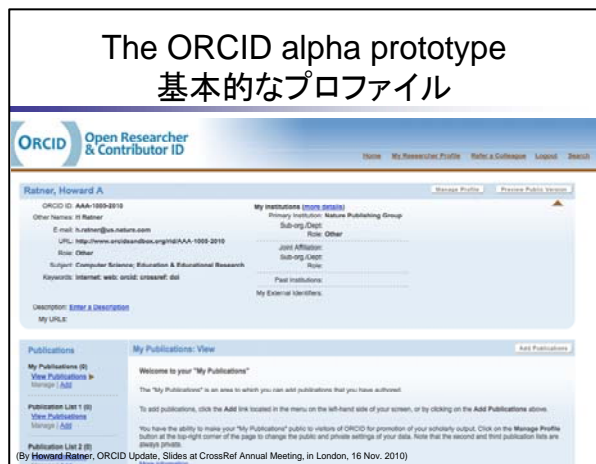 The ORCID alpha prototype
基本的なプロファイル
ORCID Open Researcher & Contributor ID
Home My Researcher Profile Refer a Colleague Logout Search
Ratner, Howard A
Manage Profile Preview Public Version
ORCID ID: AAA-1009-2010
Other Names: H Ratner
E-mail: h.ratner@us.nature.com
URL: http://www.orcidsandbox.org/rid/AAA-1009-2010
Role: Other
Subject: Computer Science; Education & Educational Research
Keywords: internet; web; orcid; crossref; doi
Description: Enter a Description
My URLs:
My Institutions (more details)
Primary Institution: Nature Publishing Group
Sub-org./Dept:
Role: Other
Joint Affiliation:
Sub-org./Dept:
Role:
Past Institutions:
My External Identifiers:
Publications
My Publications (0)
View Publications
Manage | Add
Publication List 1 (0)
View Publications
Manage | Add
Publication List 2 (0)
My Publications: View
Add Publications
Welcome to your "My Publications"
The "My Publications" is an area to which you can add publications that you have authored.
To add publications, click the Add link located in the menu on the left-hand side of your screen, or by clicking on the Add Publications above.
You have the ability to make your "My Publications" public to visitors of ORCID for promotion of your scholarly output. Click on the Manage Profile
button at the top-right corner of the page to change the public and private settings of your data. Note that the second and third publication lists are
always private.
(By Howard Ratner, ORCID Update, Slides at CrossRef Annual Meeting, in London, 16 Nov. 2010)